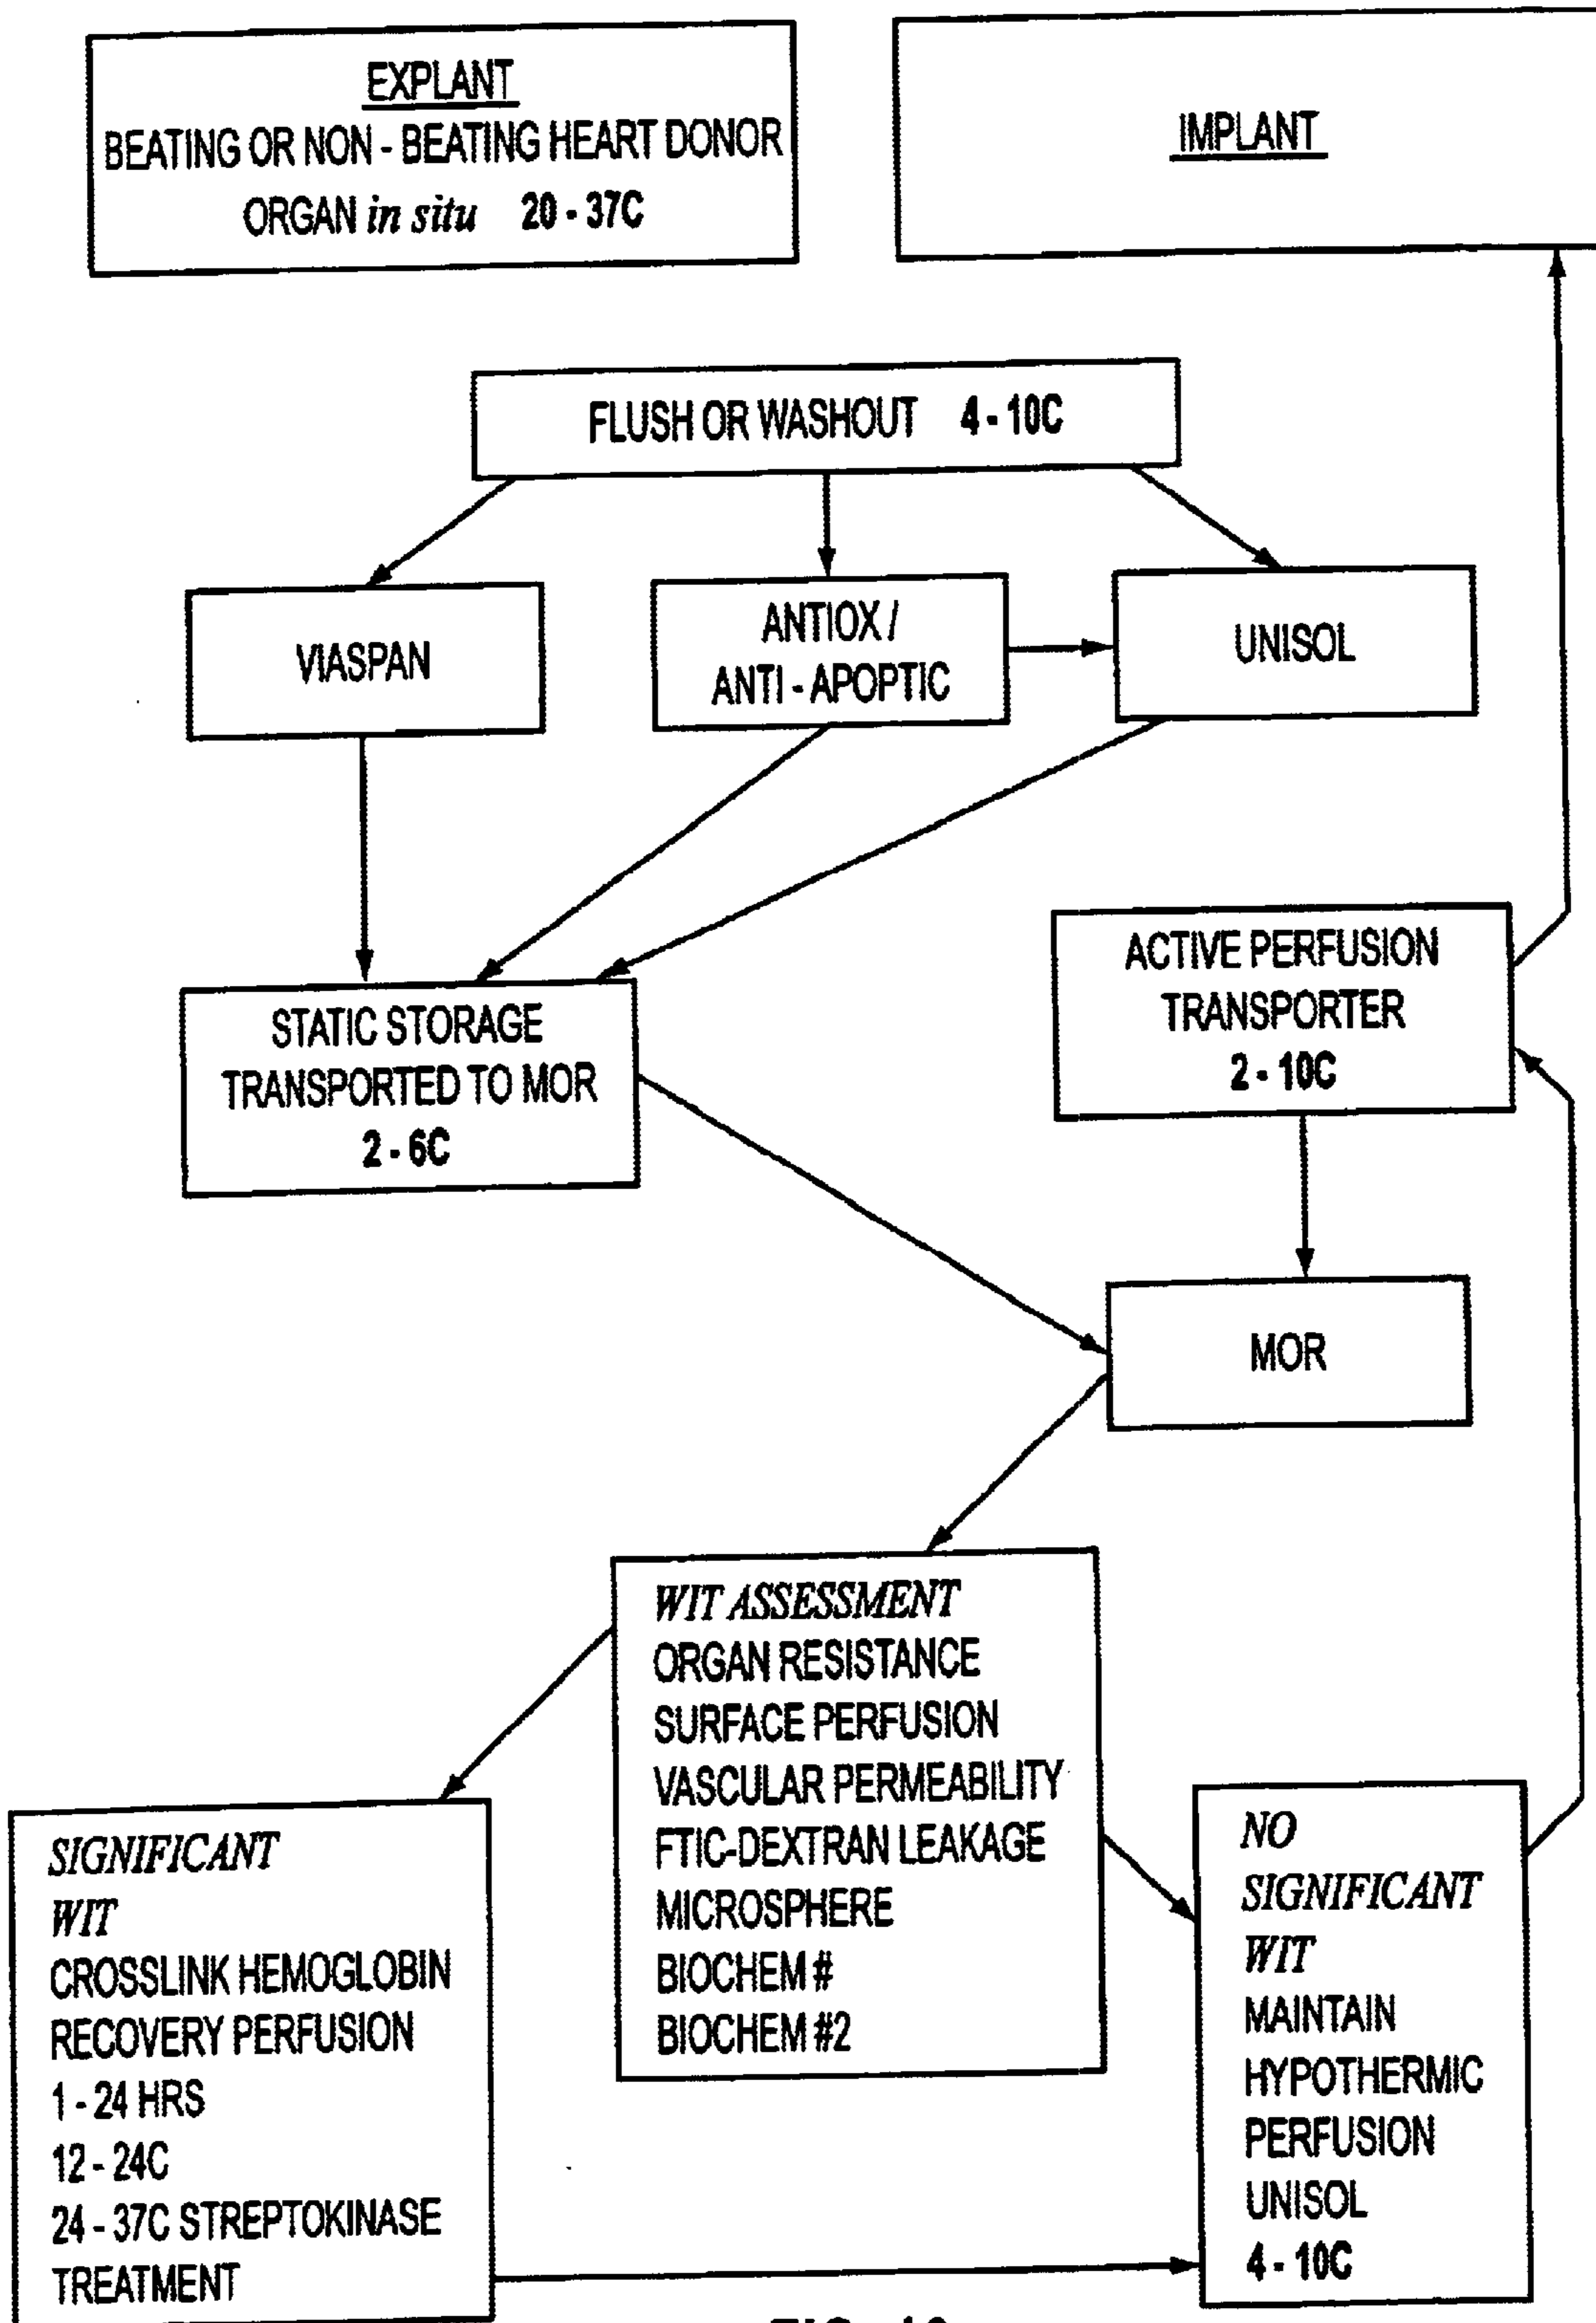 EXPLANT
BEATING OR NON - BEATING HEART DONOR
ORGAN in situ 20 - 37C
IMPLANT
FLUSH OR WASHOUT 4 - 10C
VIASPAN
ANTIOX /
ANTI - APOPTIC
UNISOL
STATIC STORAGE
TRANSPORTED TO MOR
2 - 6C
ACTIVE PERFUSION
TRANSPORTER
2 - 10C
MOR
WIT ASSESSMENT
ORGAN RESISTANCE
SURFACE PERFUSION
VASCULAR PERMEABILITY
FTIC-DEXTRAN LEAKAGE
MICROSPHERE
BIOCHEM #
BIOCHEM #2
SIGNIFICANT
WIT
CROSSLINK HEMOGLOBIN
RECOVERY PERFUSION
1 - 24 HRS
12 - 24C
24 - 37C STREPTOKINASE
TREATMENT
NO
SIGNIFICANT
WIT
MAINTAIN
HYPOTHERMIC
PERFUSION
UNISOL
4 - 10C